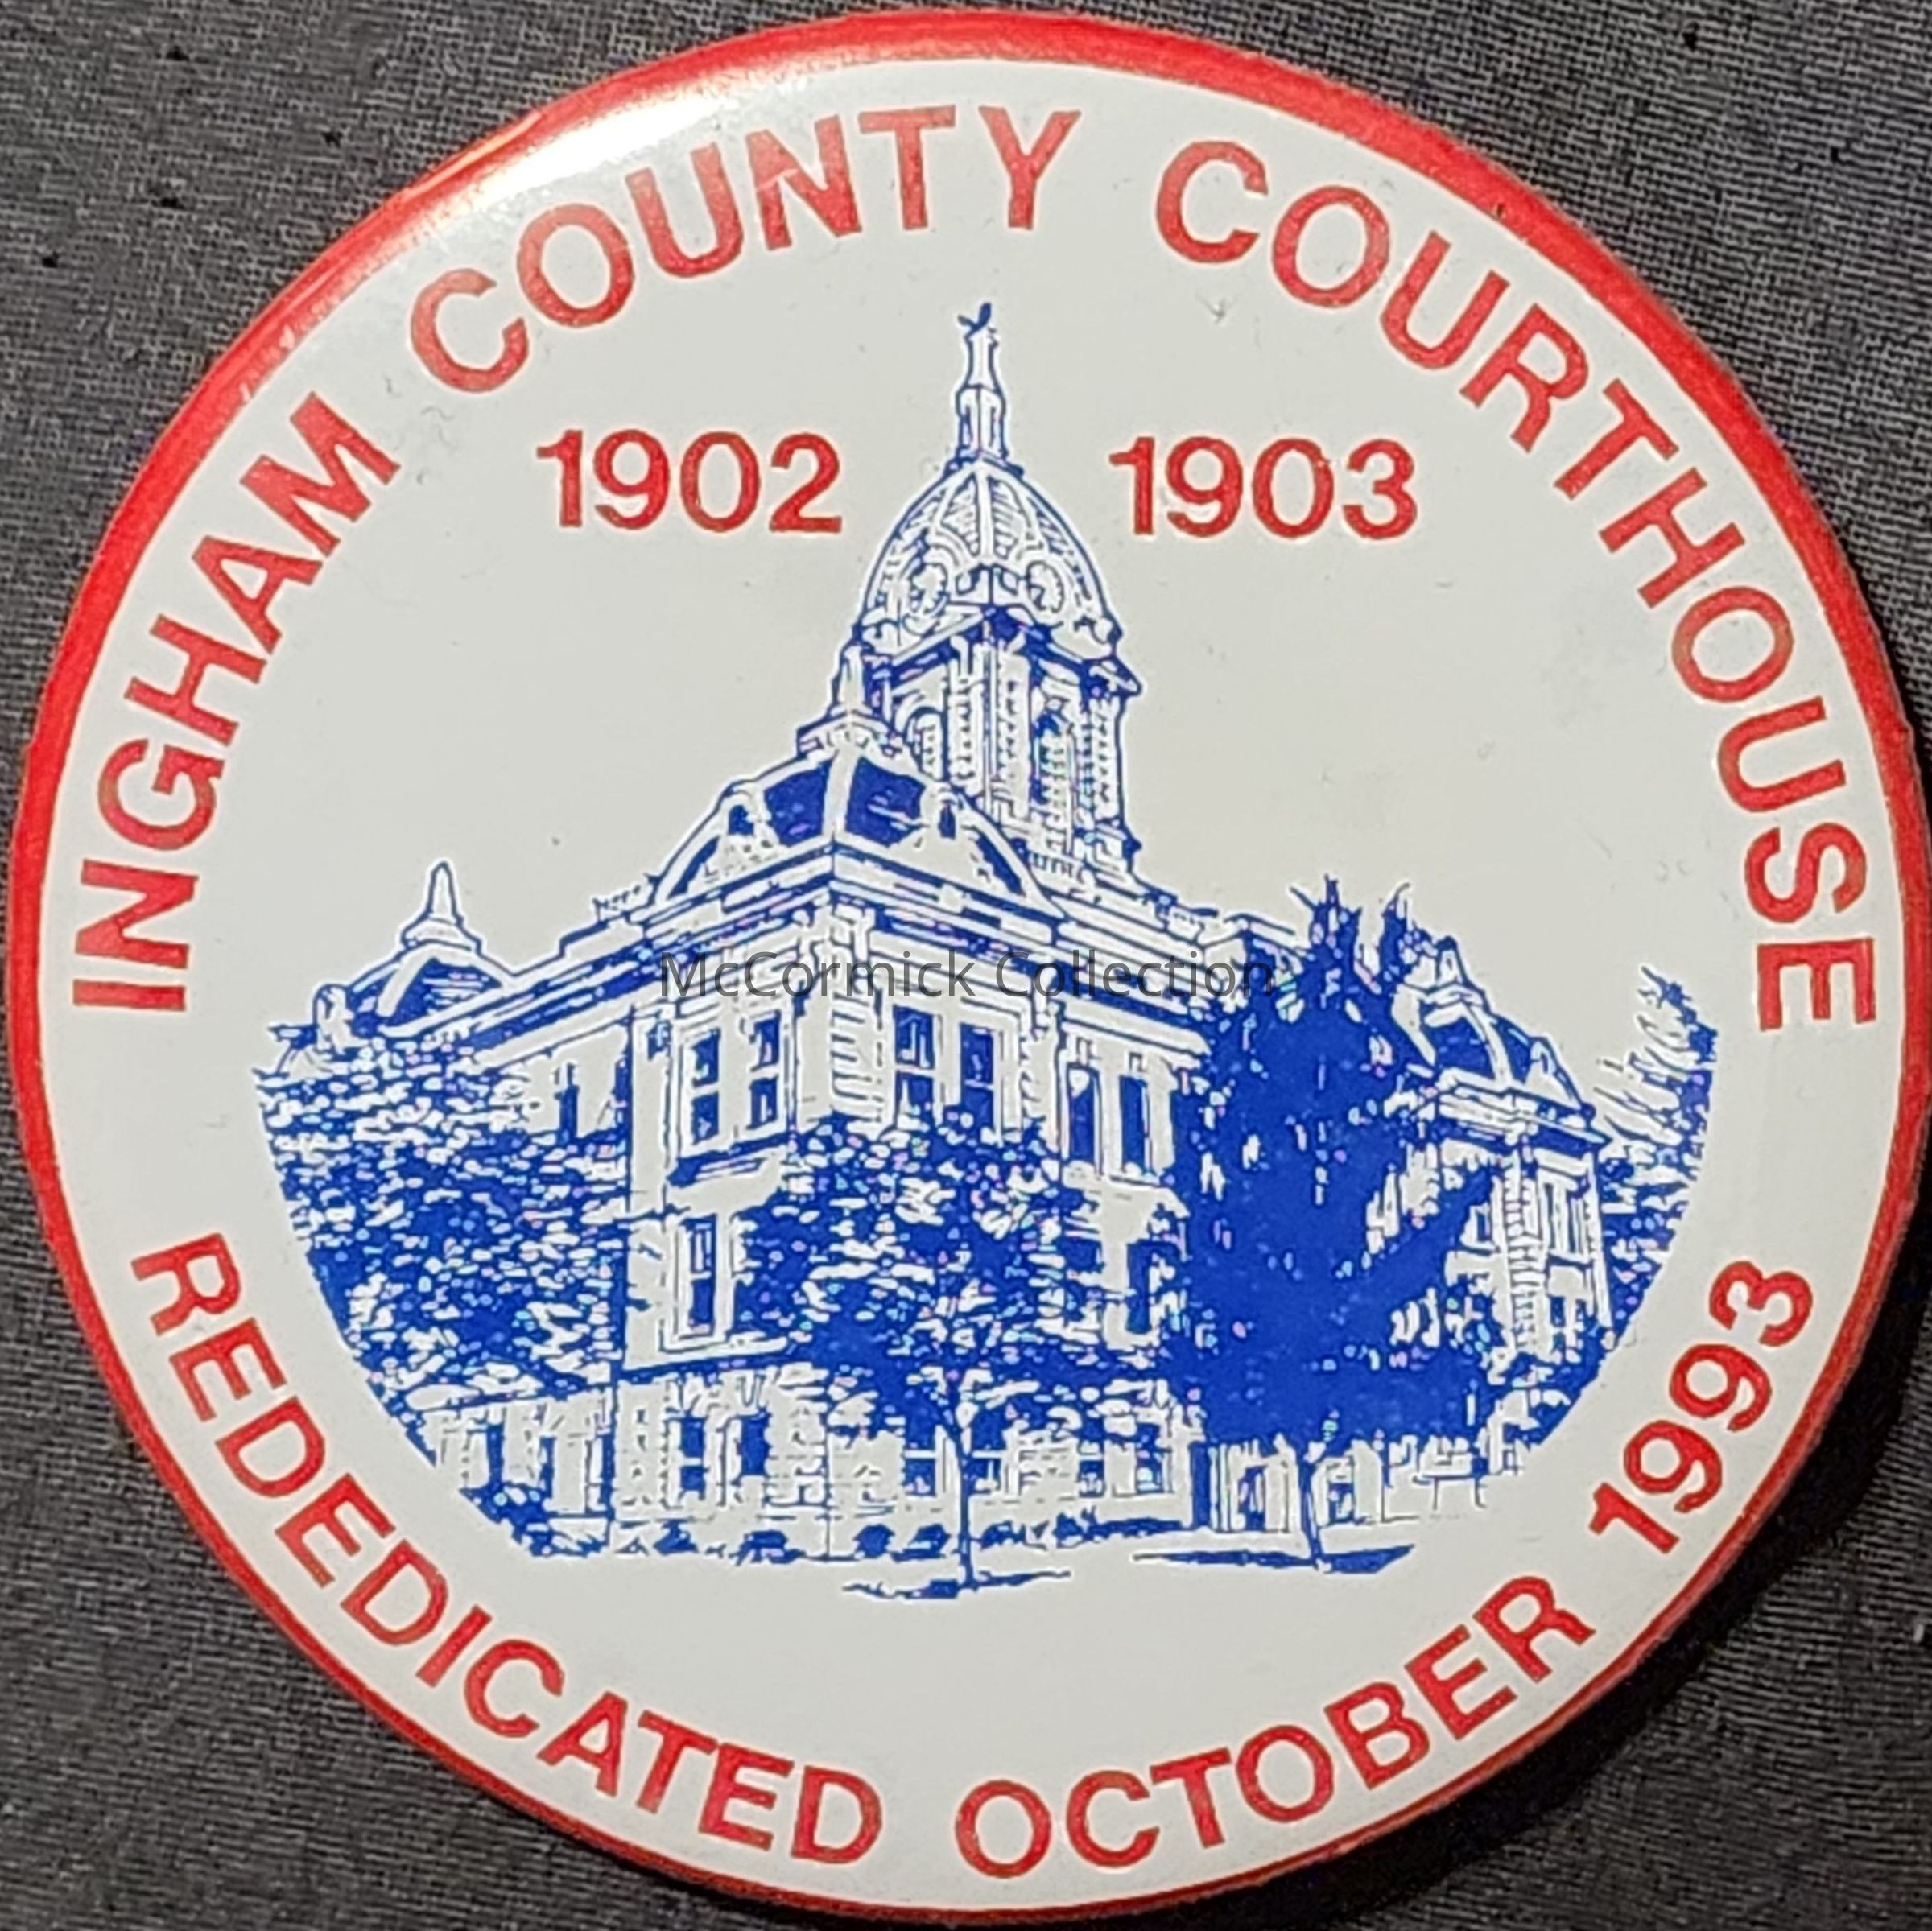 INGHAM COUNTY COURTHOUSE
1902 1903
McCormick Collection
REDEDICATED OCTOBER 1993